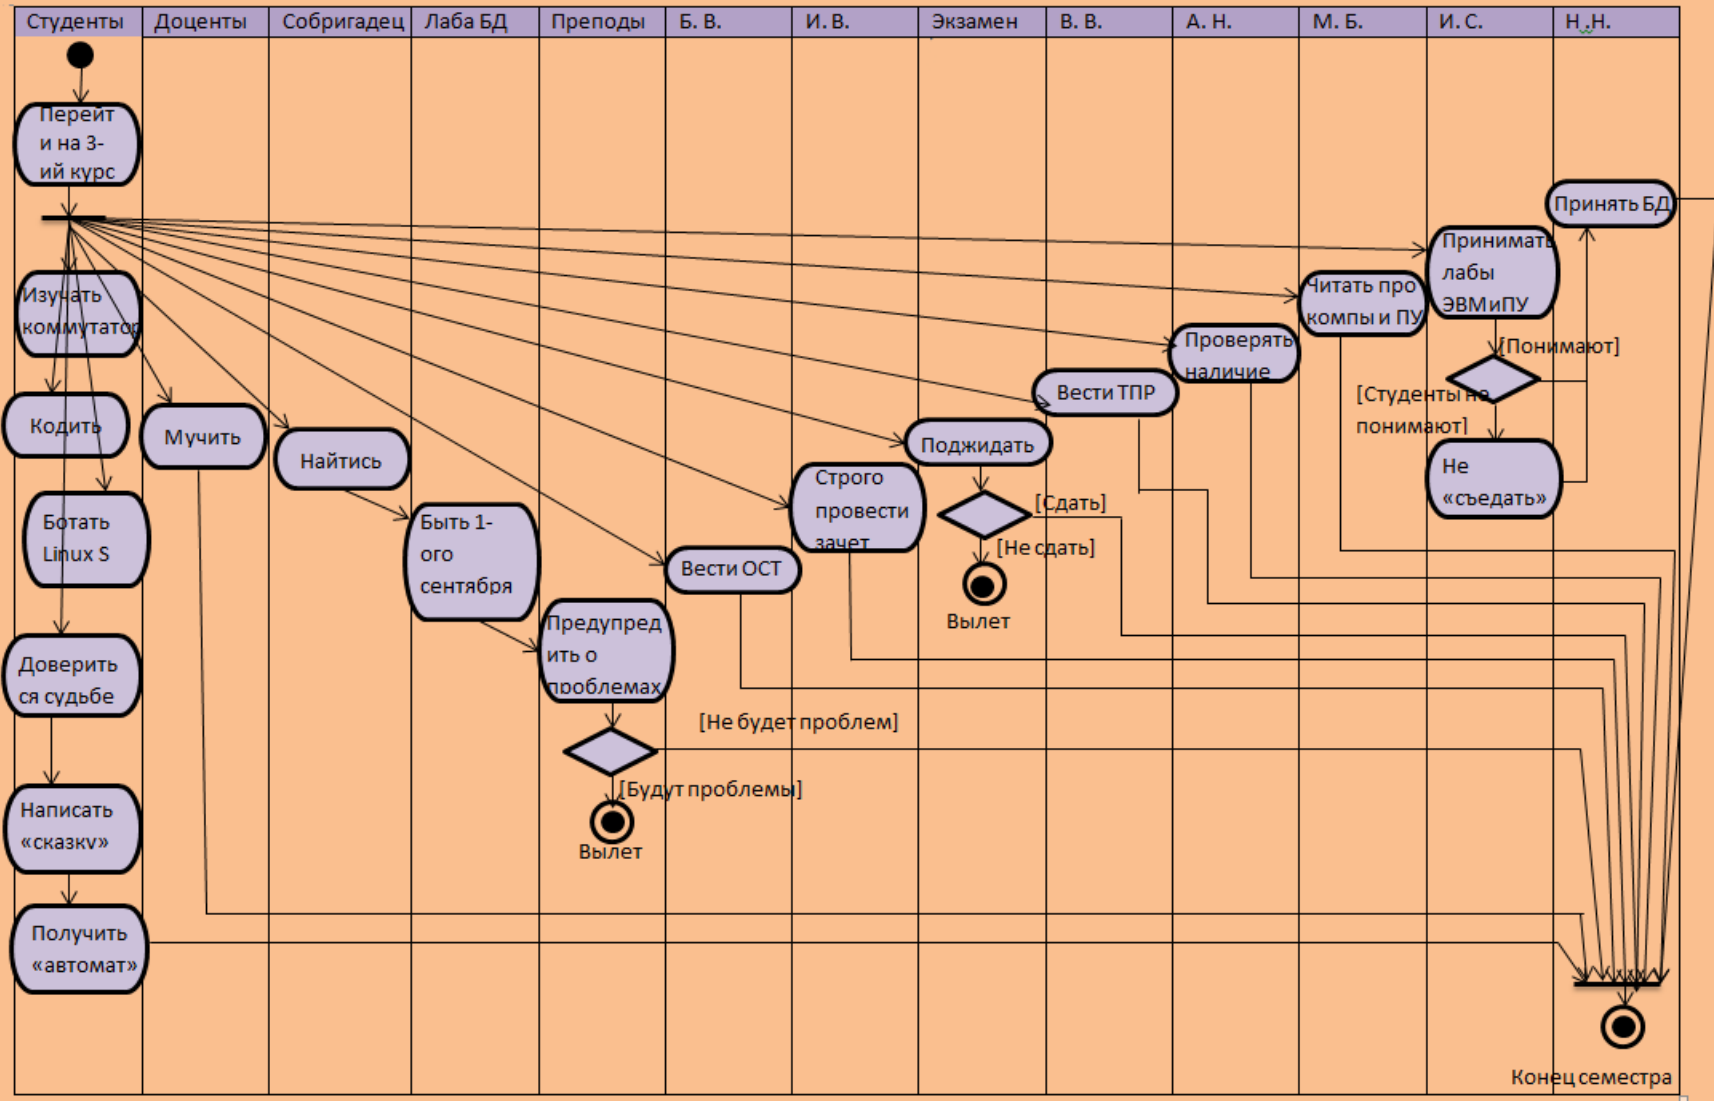 Студенты
Доценты
Собригадец
Лаба БД
Преподы
Б. В.
И. В.
Экзамен
В. В.
А. Н.
М. Б.
И. С.
Н .Н.
Перейт
и на 3-
ий курс
Изучать
коммутатор
Кодить
Ботать
Linux S
Доверить
ся судьбе
Написать
«сказку»
Получить
«автомат»
Мучить
Найтись
Быть 1-
ого
сентября
Предупред
ить о
проблемах
[Не будет проблем]
[Будут проблемы]
Вылет
Вести ОСТ
Строго
провести
зачет
Поджидать
[Сдать]
[Не сдать]
Вылет
Вести ТПР
Проверять
наличие
Читать про
компы и ПУ
Принимать
лабы
ЭВМиПУ
[Понимают]
[Студенты не
понимают]
Не
«съедать»
Принять БД
Конец семестра